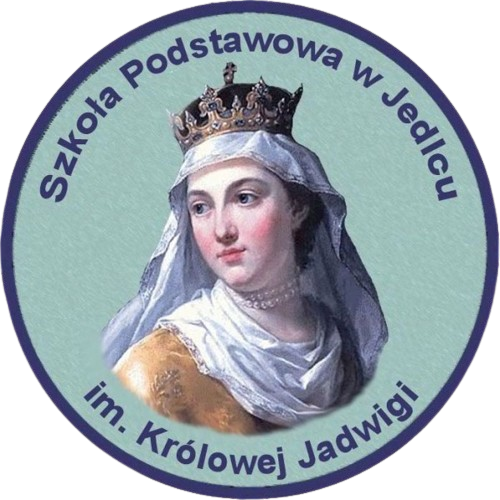 Szkoła Podstawowa w Jedlcu
im. Królowej Jadwigi